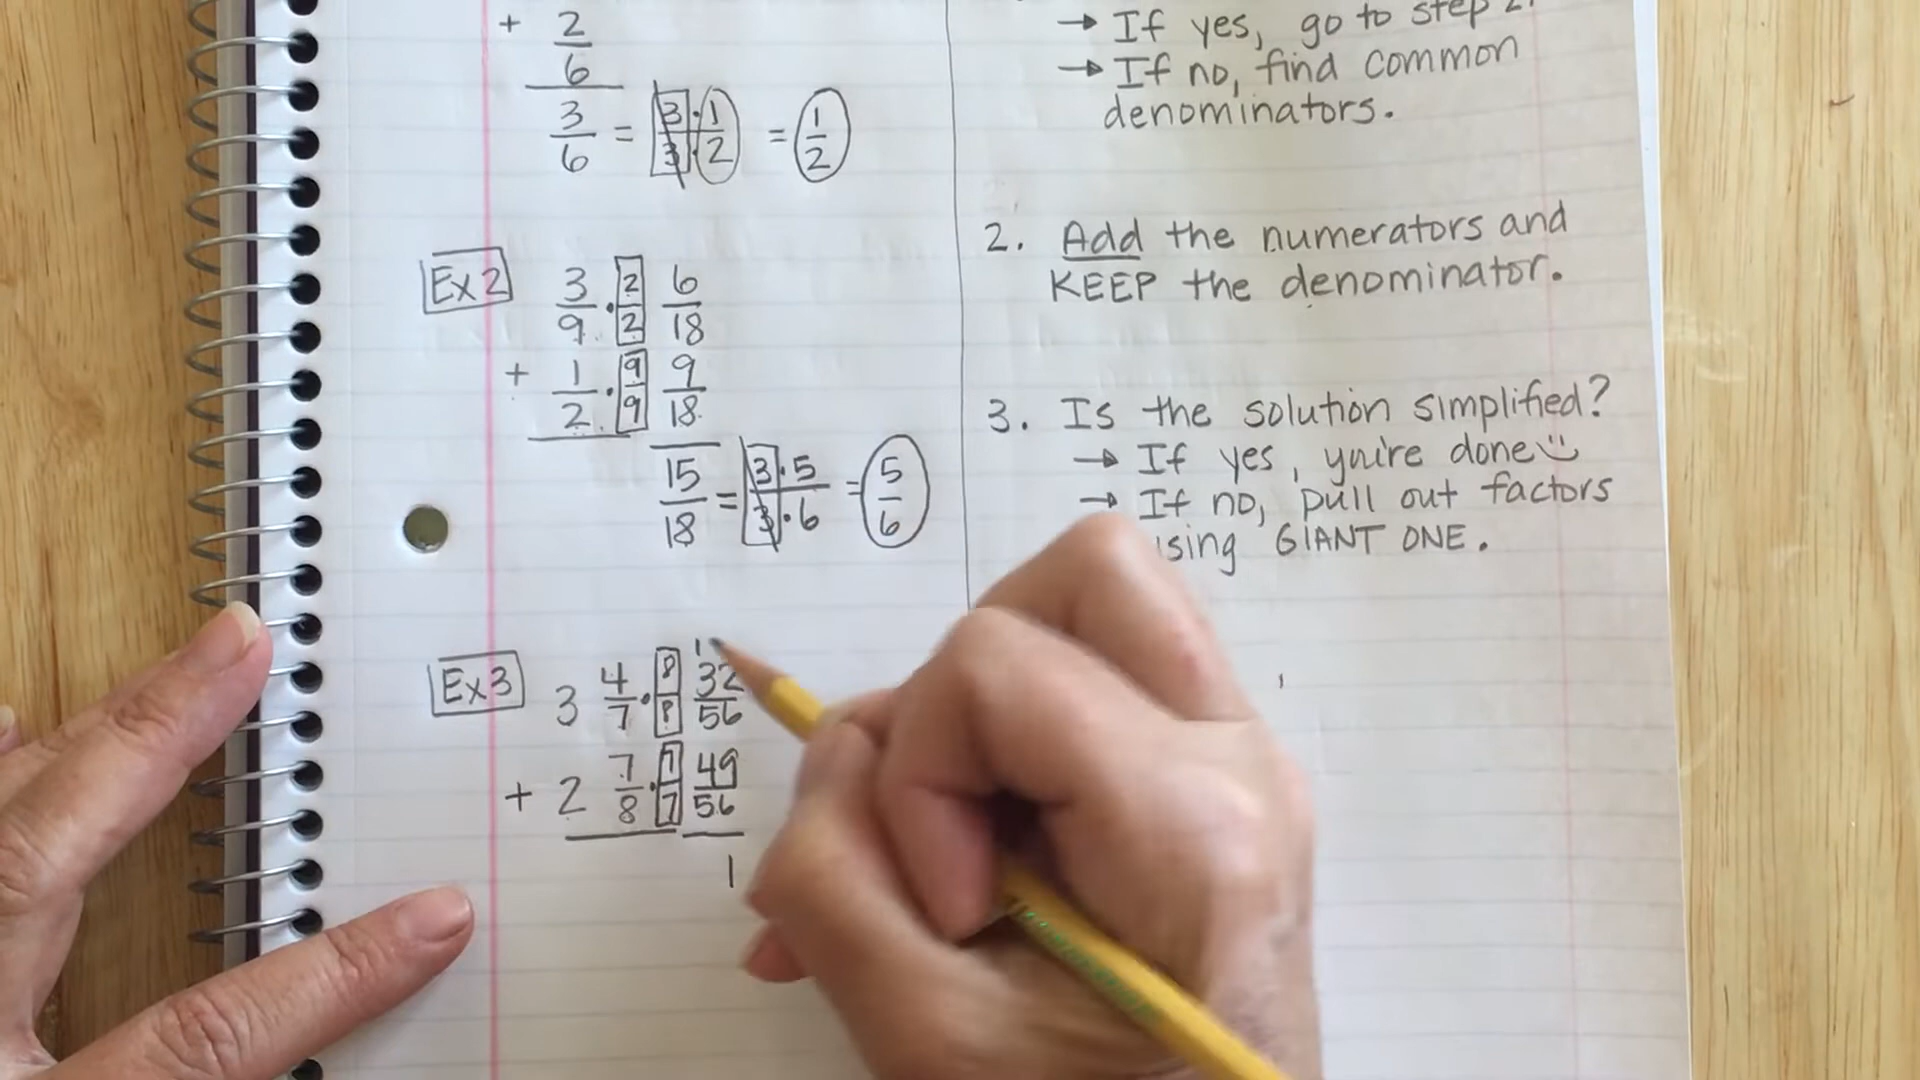 + 2/6
3/6 = 3·1/3·2 = 1/2
Ex2 3/9 · 2/2 6/18
+ 1/2 · 9/9 9/18
15/18 = 3·5/3·6 = 5/6
Ex3 3 4/7 · 8/8 32/56
+ 2 7/8 · 7/7 49/56
1
1
→ If yes, go to step 2.
→ If no, find common
denominators.
2. Add the numerators and
KEEP the denominator.
3. Is the solution simplified?
→ If yes, you're done
→ If no, pull out factors
GIANT ONE.